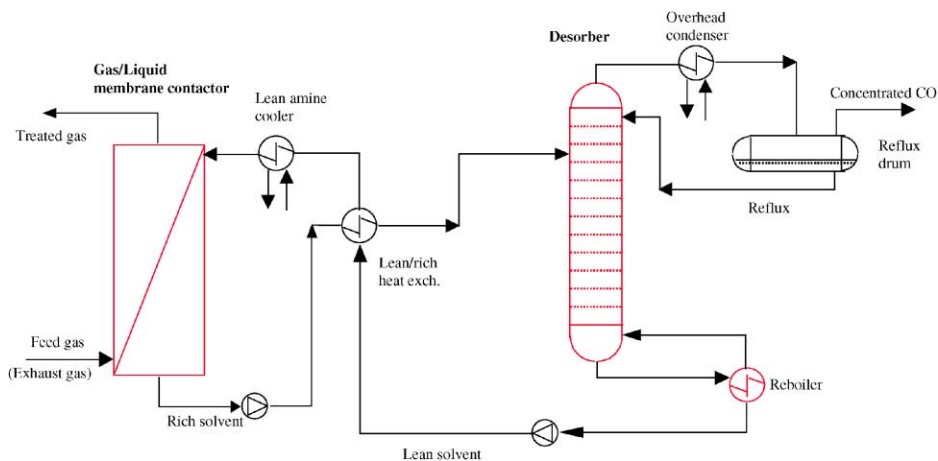 Overhead
condenser
Desorber
Gas/Liquid
membrane contactor
Lean amine
cooler
Concentrated CO
Treated gas
Reflux
drum
Reflux
Lean/rich
heat exch.
Feed gas
(Exhaust gas)
Reboiler
Rich solvent
Lean solvent